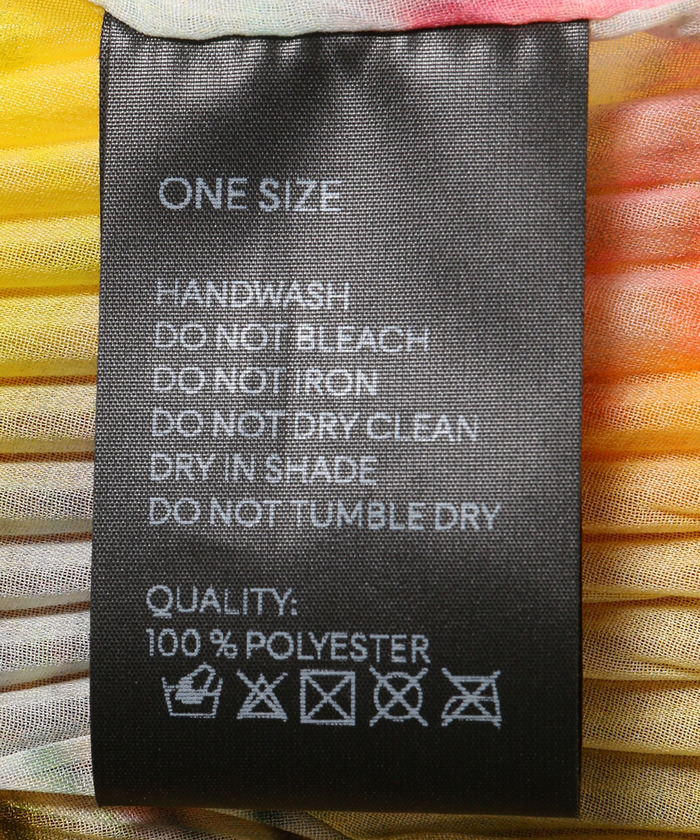 ONE SIZE
HANDWASH
DO NOT BLEACH
DO NOT IRON
DO NOT DRY CLEAN
DRY IN SHADE
DO NOT TUMBLE DRY
QUALITY:
100 % POLYESTER